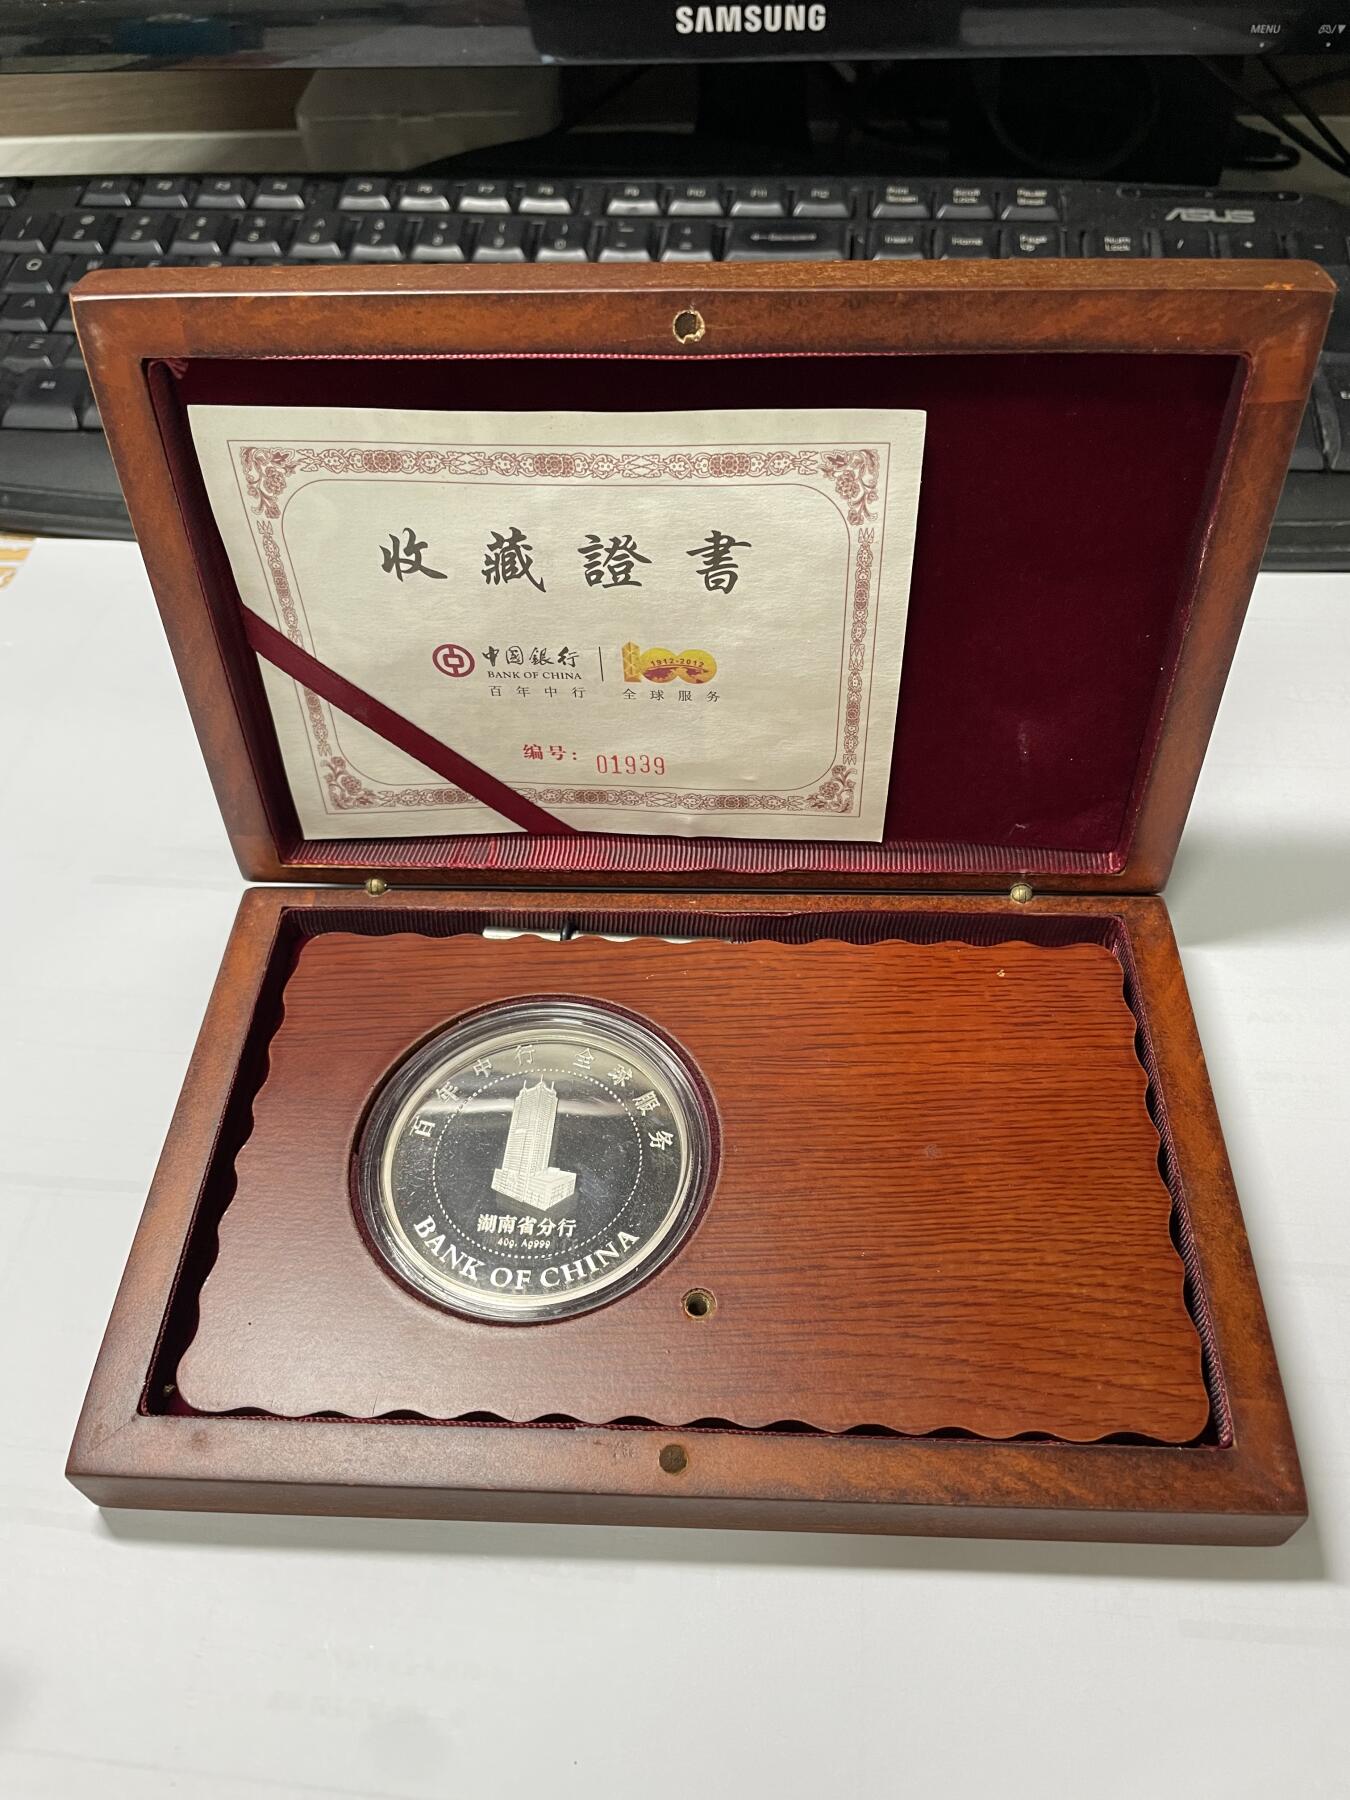 SAMSUNG
MENU
ASUS
收藏證書
中国銀行
BANK OF CHINA
百年中行
1912-2012
全球服务
编号: 01939
百年中行 全球服务
湖南省分行
40g. Ag999
BANK OF CHINA